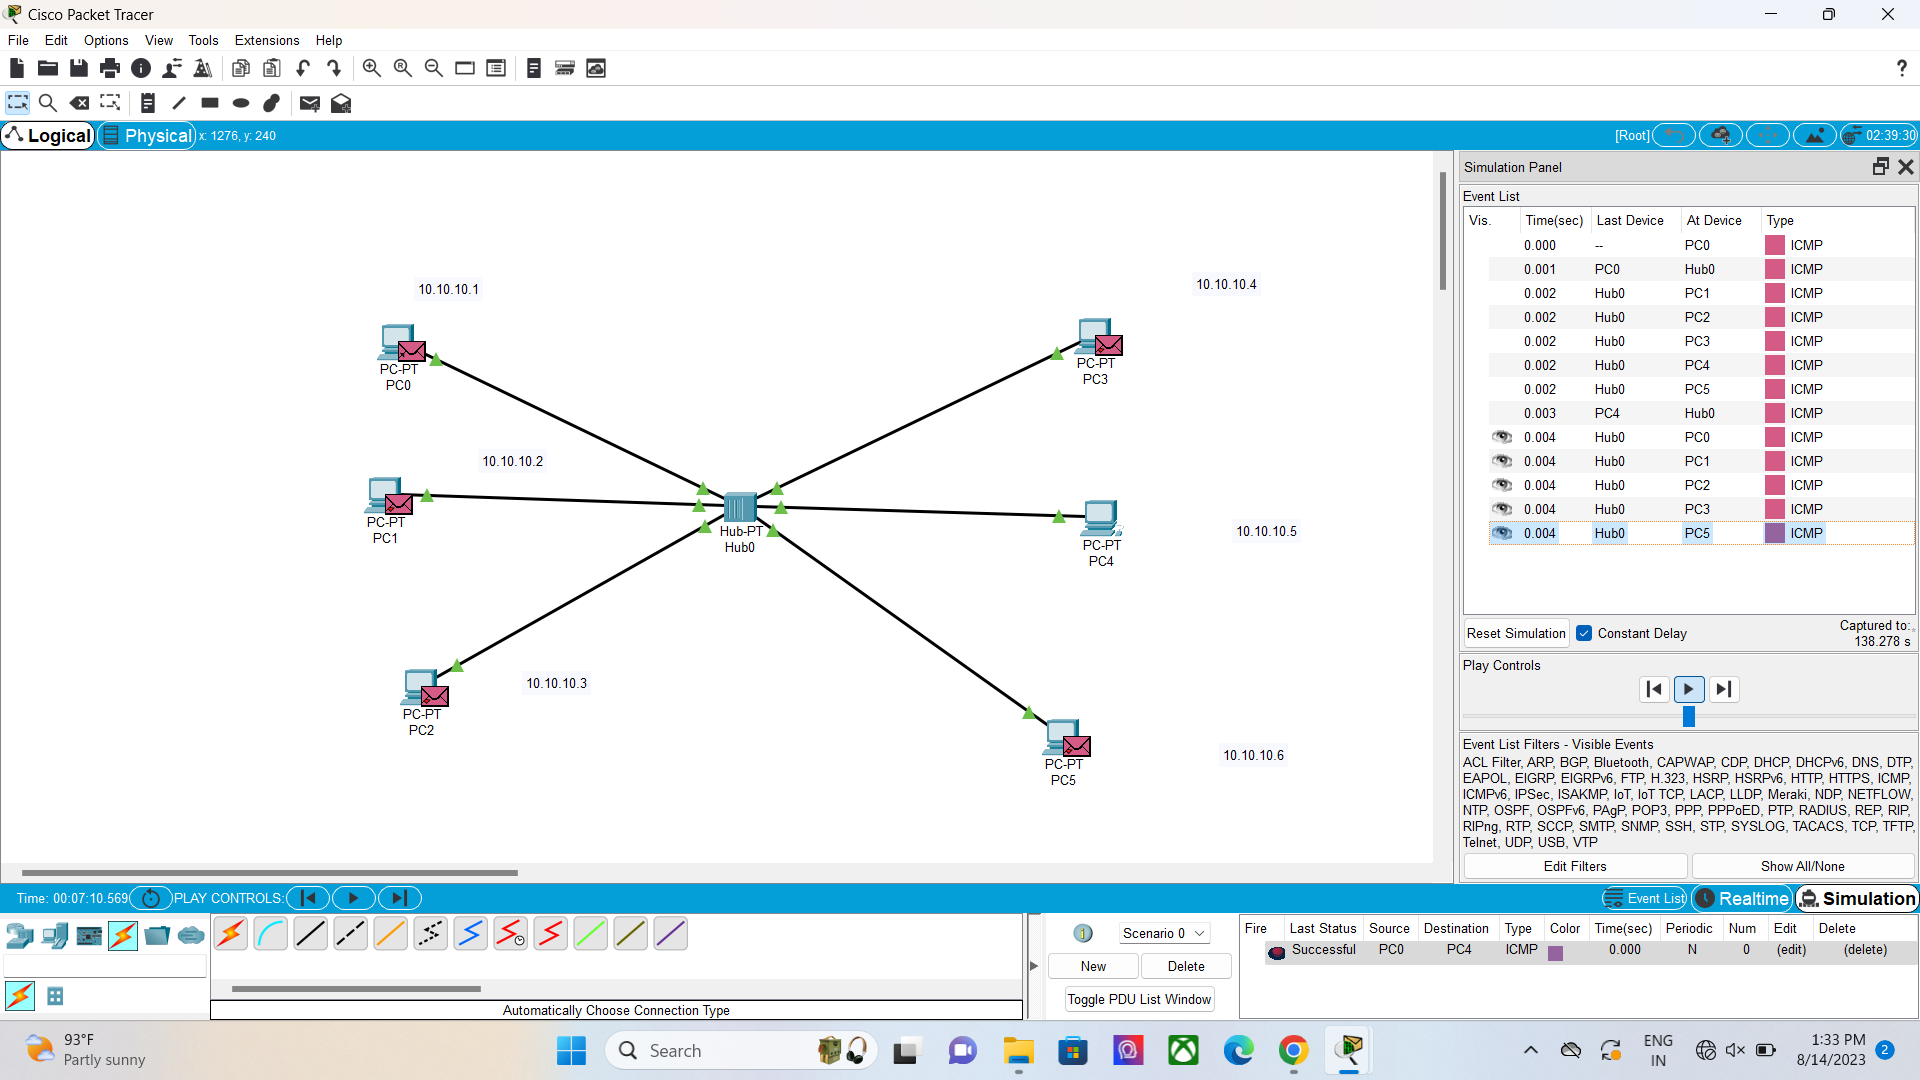 Cisco Packet Tracer
File Edit Options View Tools Extensions Help
?
Logical Physical x: 1276, y: 240 [Root] 02:39:30
10.10.10.1
PC-PT
PC0
10.10.10.2
PC-PT
PC1
10.10.10.3
PC-PT
PC2
Hub-PT
Hub0
10.10.10.4
PC-PT
PC3
10.10.10.5
PC-PT
PC4
10.10.10.6
PC-PT
PC5
Simulation Panel
Event List
Vis. Time(sec) Last Device At Device Type
0.000 -- PC0 ICMP
0.001 PC0 Hub0 ICMP
0.002 Hub0 PC1 ICMP
0.002 Hub0 PC2 ICMP
0.002 Hub0 PC3 ICMP
0.002 Hub0 PC4 ICMP
0.002 Hub0 PC5 ICMP
0.003 PC4 Hub0 ICMP
0.004 Hub0 PC0 ICMP
0.004 Hub0 PC1 ICMP
0.004 Hub0 PC2 ICMP
0.004 Hub0 PC3 ICMP
0.004 Hub0 PC5 ICMP
Reset Simulation Constant Delay Captured to:
138.278 s
Play Controls
Event List Filters - Visible Events
ACL Filter, ARP, BGP, Bluetooth, CAPWAP, CDP, DHCP, DHCPv6, DNS, DTP,
EAPOL, EIGRP, EIGRPv6, FTP, H.323, HSRP, HSRPv6, HTTP, HTTPS, ICMP,
ICMPv6, IPSec, ISAKMP, IoT, IoT TCP, LACP, LLDP, Meraki, NDP, NETFLOW,
NTP, OSPF, OSPFv6, PAgP, POP3, PPP, PPPoED, PTP, RADIUS, REP, RIP,
RIPng, RTP, SCCP, SMTP, SNMP, SSH, STP, SYSLOG, TACACS, TCP, TFTP,
Telnet, UDP, USB, VTP
Edit Filters Show All/None
Time: 00:07:10.569 PLAY CONTROLS: Event List Realtime Simulation
Automatically Choose Connection Type
1 Scenario 0
New Delete
Toggle PDU List Window
Fire Last Status Source Destination Type Color Time(sec) Periodic Num Edit Delete
Successful PC0 PC4 ICMP 0.000 N 0 (edit) (delete)
93°F
Partly sunny
Search
ENG
IN
1:33 PM
8/14/2023
2